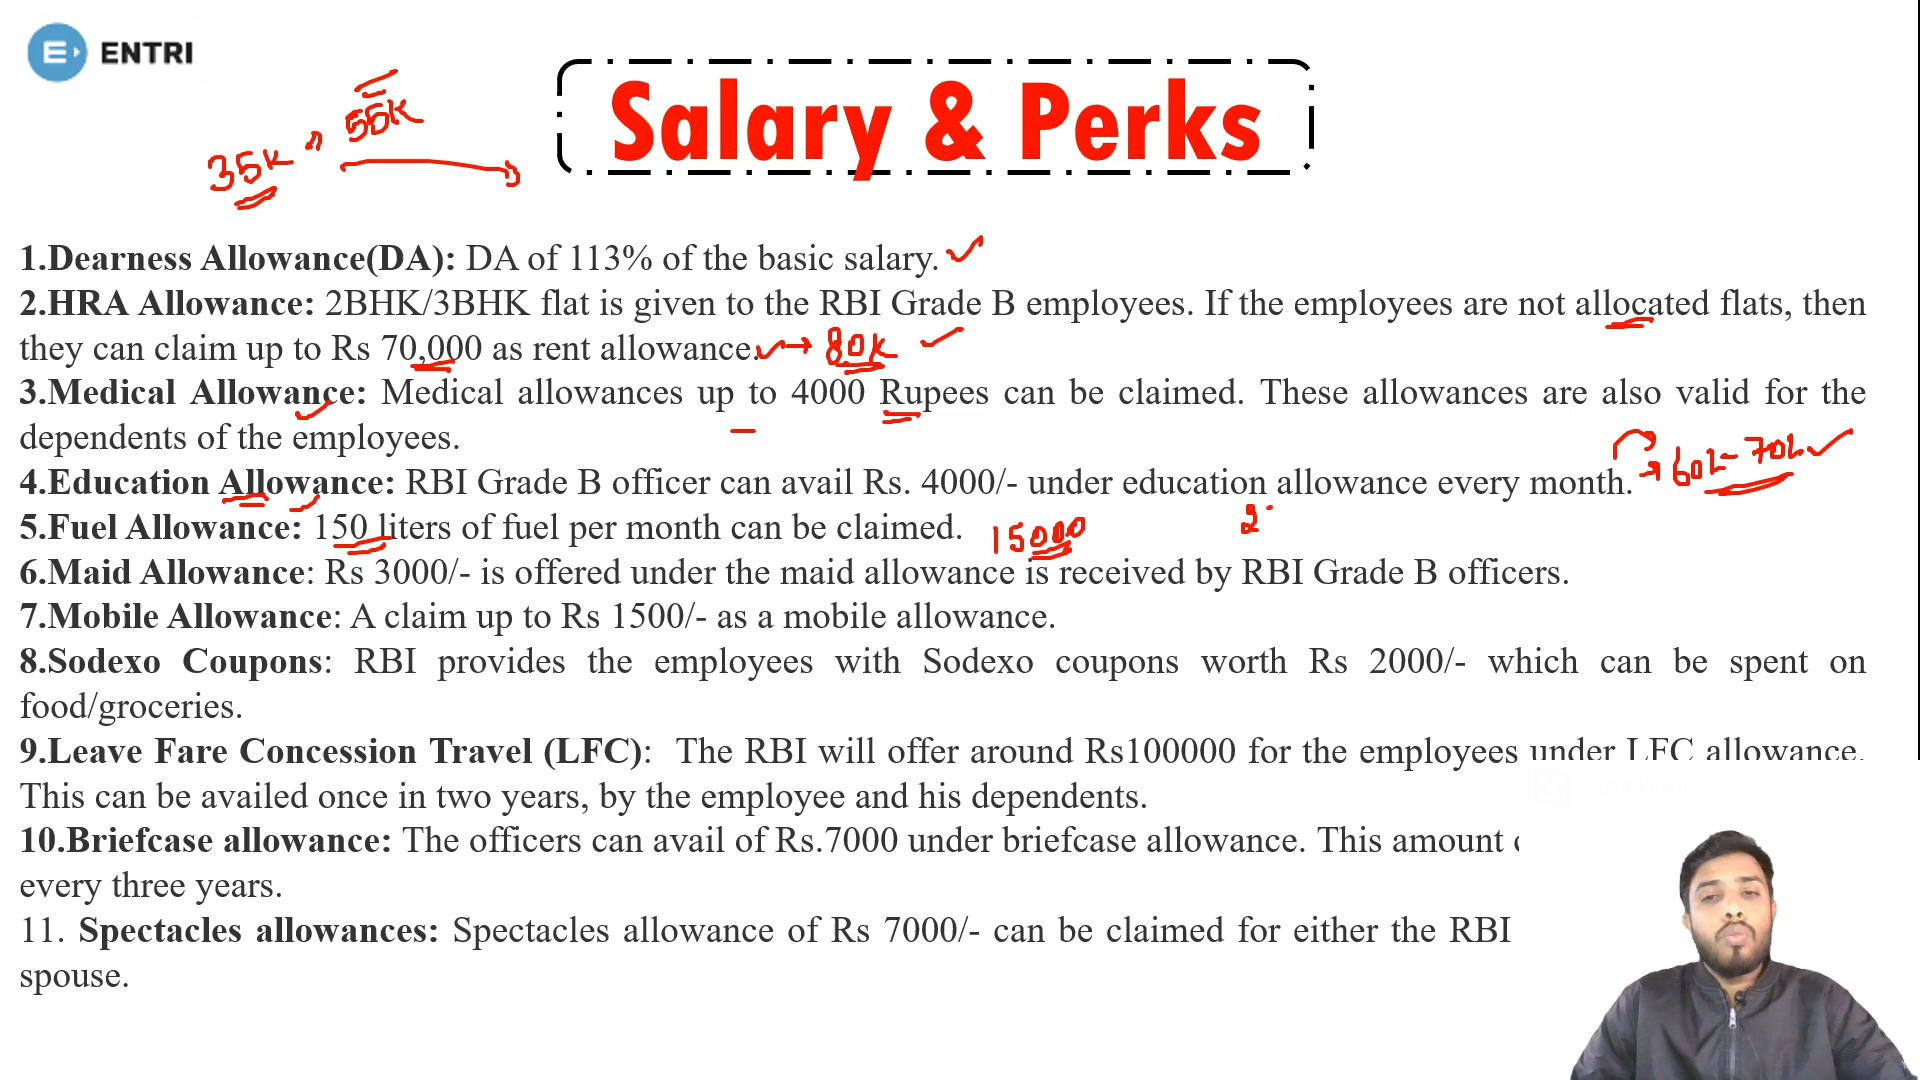 ENTRI
Salary & Perks
55K
35K
1.Dearness Allowance(DA): DA of 113% of the basic salary.
2.HRA Allowance: 2BHK/3BHK flat is given to the RBI Grade B employees. If the employees are not allocated flats, then
they can claim up to Rs 70,000 as rent allowance. 80K
3.Medical Allowance: Medical allowances up to 4000 Rupees can be claimed. These allowances are also valid for the
dependents of the employees.
4.Education Allowance: RBI Grade B officer can avail Rs. 4000/- under education allowance every month.
5.Fuel Allowance: 150 liters of fuel per month can be claimed. 15000 2
6.Maid Allowance: Rs 3000/- is offered under the maid allowance is received by RBI Grade B officers.
7.Mobile Allowance: A claim up to Rs 1500/- as a mobile allowance.
8.Sodexo Coupons: RBI provides the employees with Sodexo coupons worth Rs 2000/- which can be spent on
food/groceries.
9.Leave Fare Concession Travel (LFC): The RBI will offer around Rs100000 for the employees under LFC allowance.
This can be availed once in two years, by the employee and his dependents.
10.Briefcase allowance: The officers can avail of Rs.7000 under briefcase allowance. This amount
every three years.
11. Spectacles allowances: Spectacles allowance of Rs 7000/- can be claimed for either the RBI
spouse.